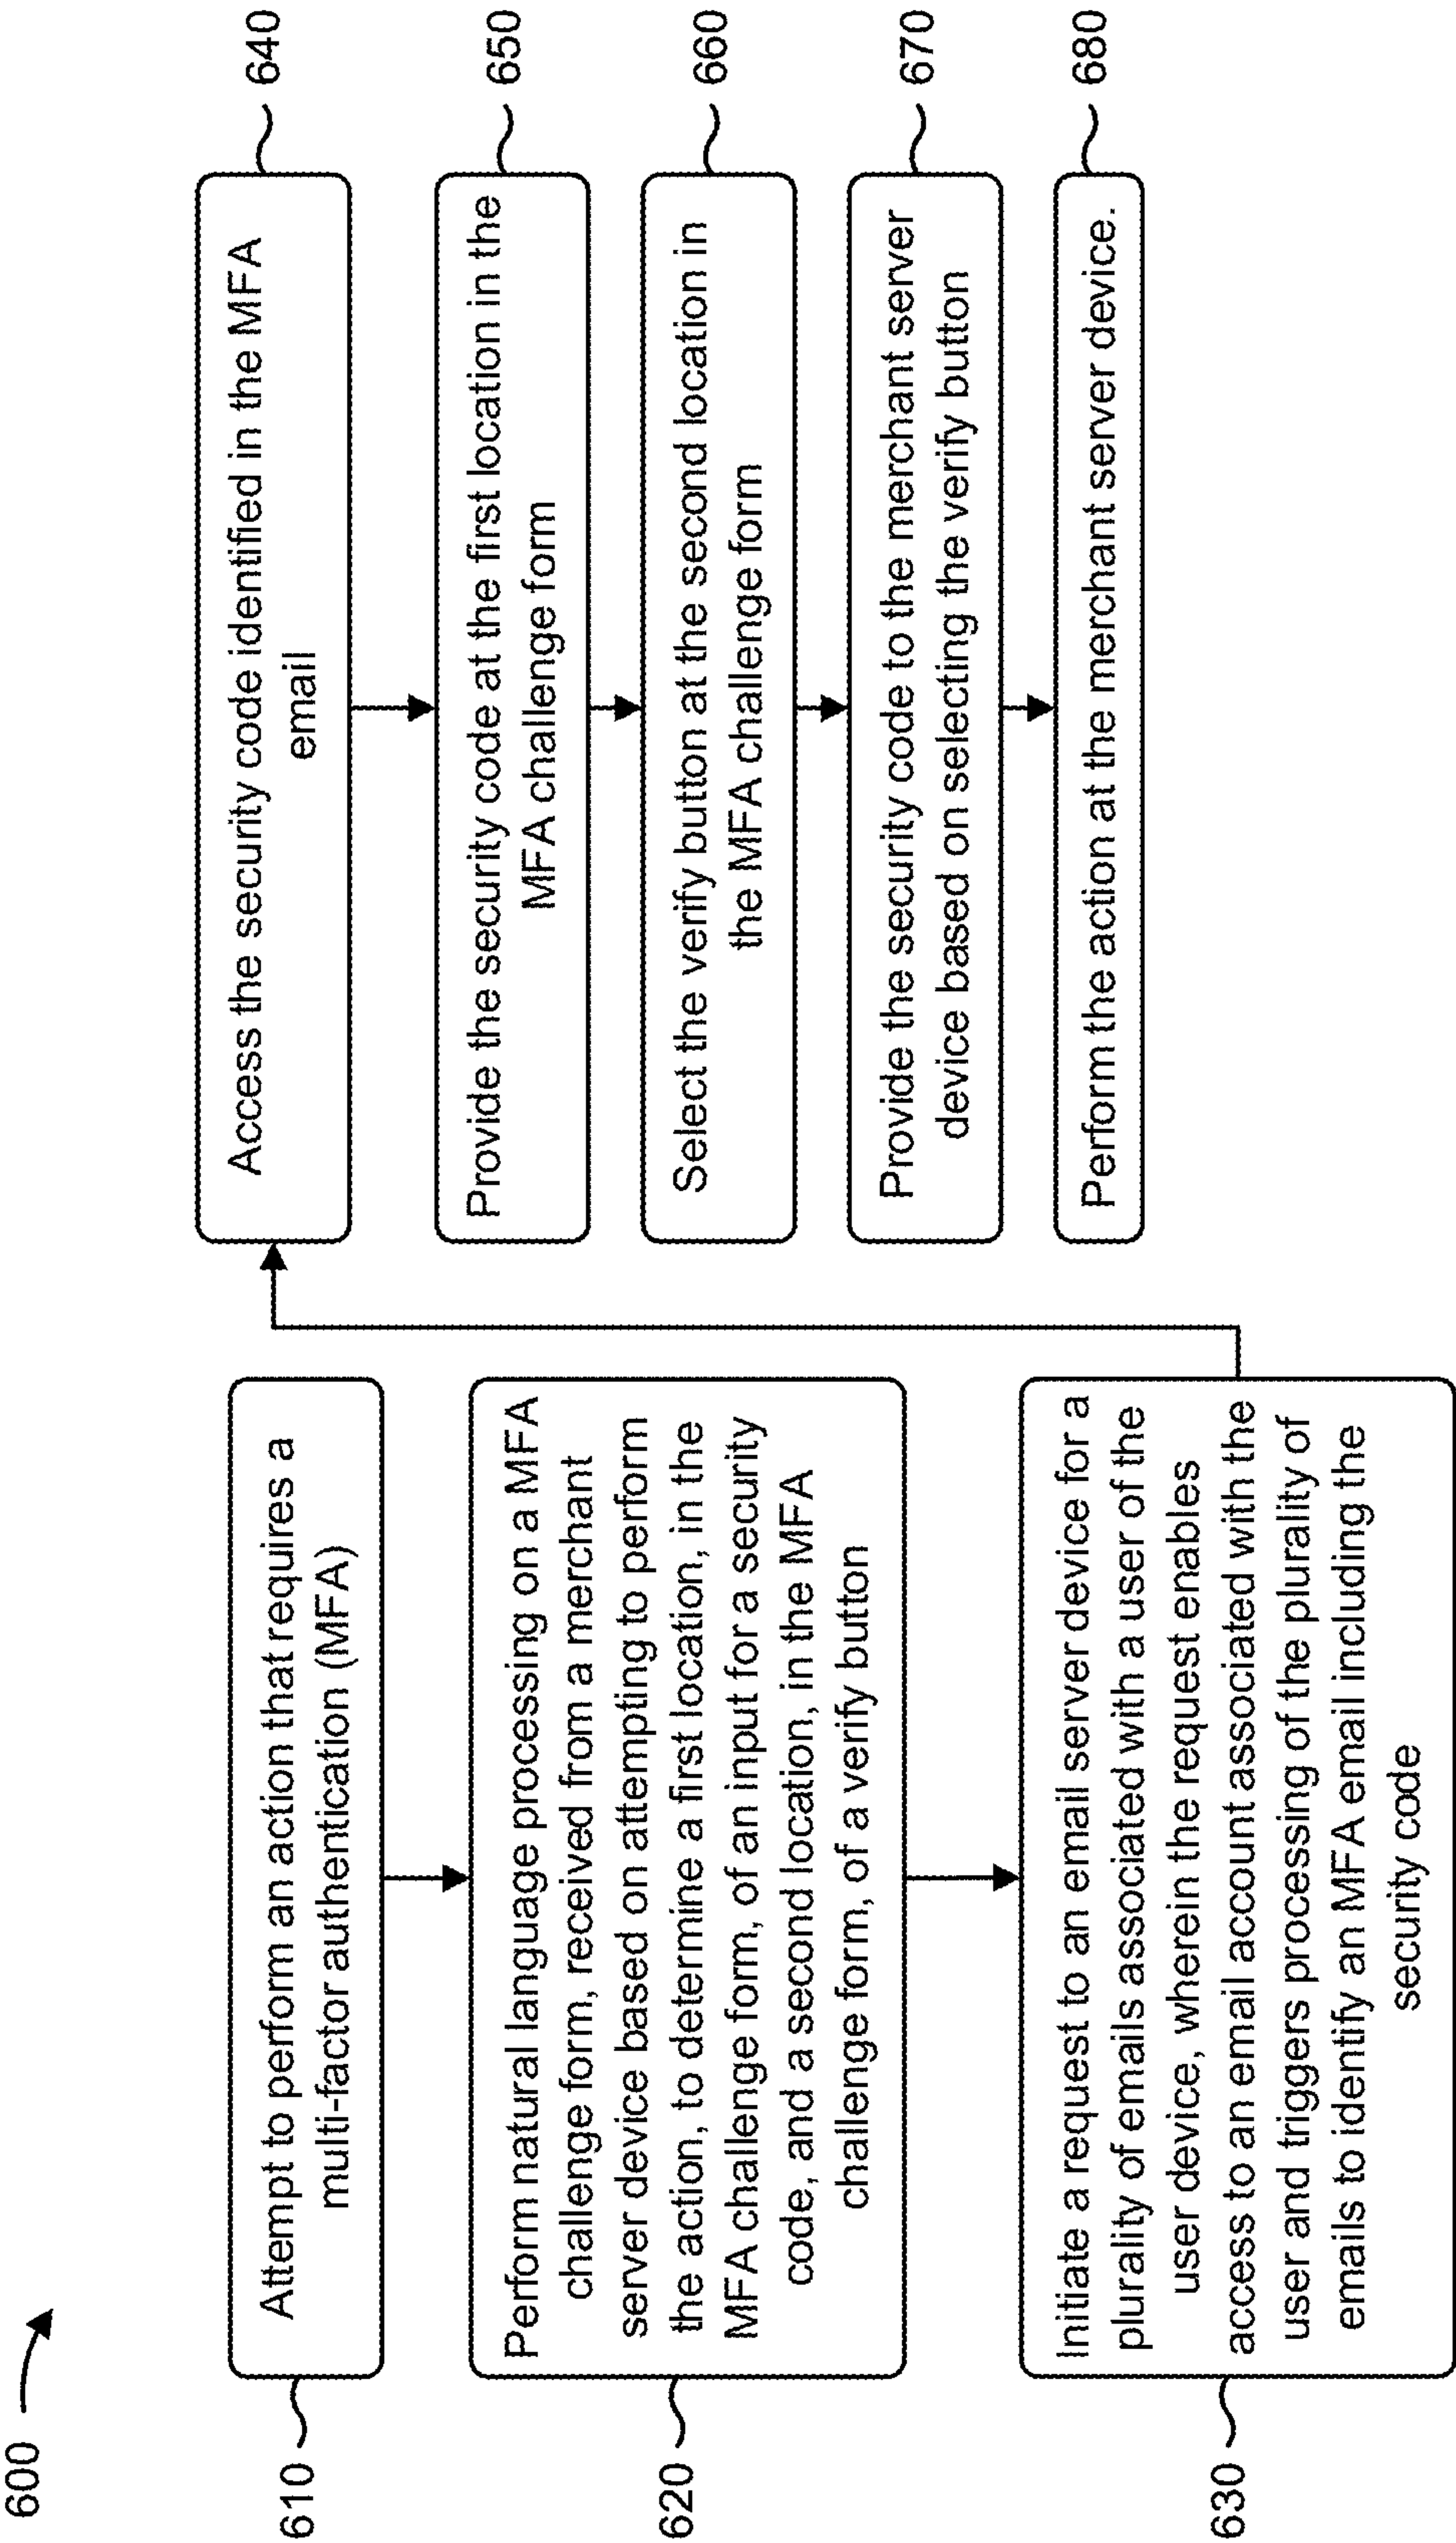 600
610
Attempt to perform an action that requires a
multi-factor authentication (MFA)
620
Perform natural language processing on a MFA
challenge form, received from a merchant
server device based on attempting to perform
the action, to determine a first location, in the
MFA challenge form, of an input for a security
code, and a second location, in the MFA
challenge form, of a verify button
630
Initiate a request to an email server device for a
plurality of emails associated with a user of the
user device, wherein the request enables
access to an email account associated with the
user and triggers processing of the plurality of
emails to identify an MFA email including the
security code
640
Access the security code identified in the MFA
email
650
Provide the security code at the first location in the
MFA challenge form
660
Select the verify button at the second location in
the MFA challenge form
670
Provide the security code to the merchant server
device based on selecting the verify button
680
Perform the action at the merchant server device.